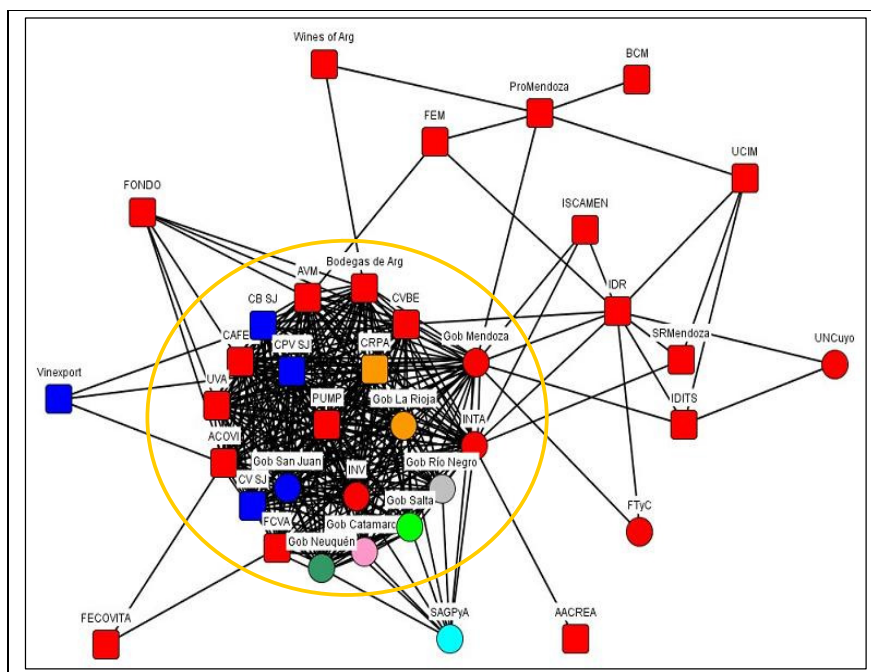 Wines of Arg
BCM
ProMendoza
FEM
UCIM
FONDO
ISCAMEN
Bodegas de Arg
AVM
IDR
CB SJ
CVBE
CAFE
Gob Mendoza
SRMendoza
CPV SJ
CRPA
UNCuyo
Vinexport
UVA
IDITS
PUMP
Gob La Rioja
INTA
ACOVI
Gob San Juan
INV
Gob Río Negro
CV SJ
Gob Salta
FTyC
FCVA
Gob Catamarc
Gob Neuquén
SAGPyA
AACREA
FECOVITA